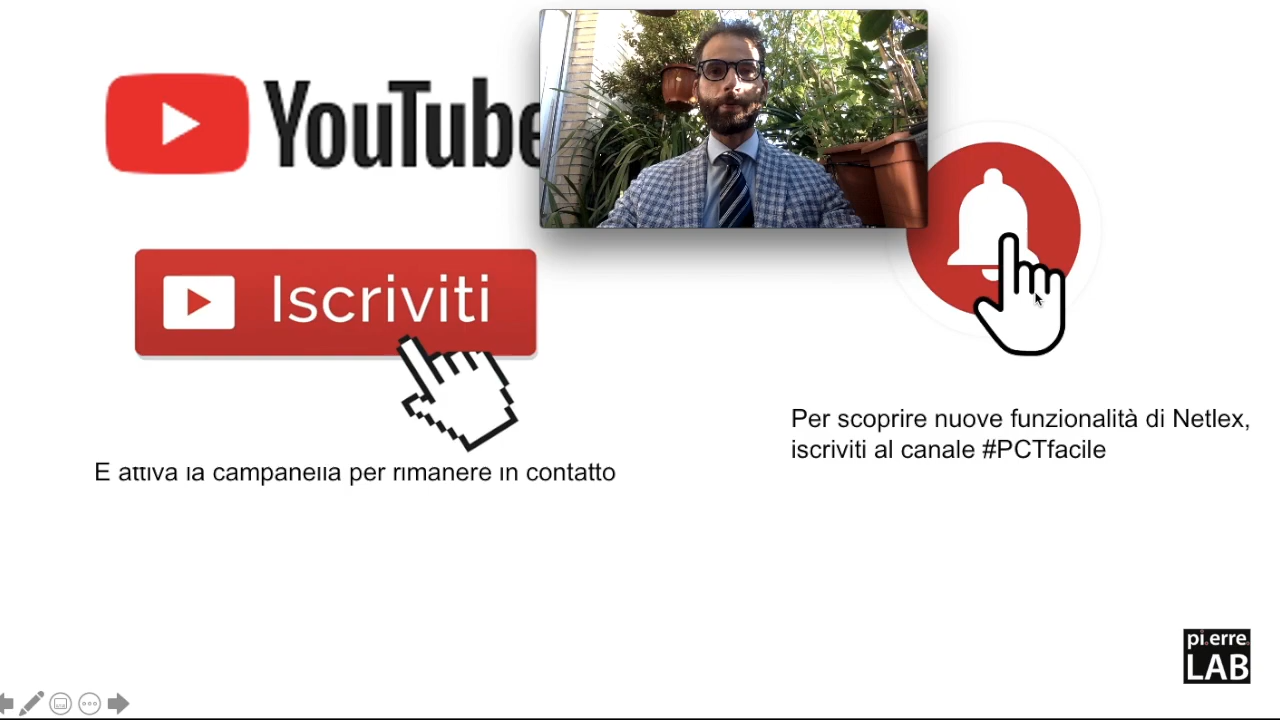 YouTube
Iscriviti
E attiva la campanella per rimanere in contatto
Per scoprire nuove funzionalità di Netlex,
iscriviti al canale #PCTfacile
pi.erre.
LAB